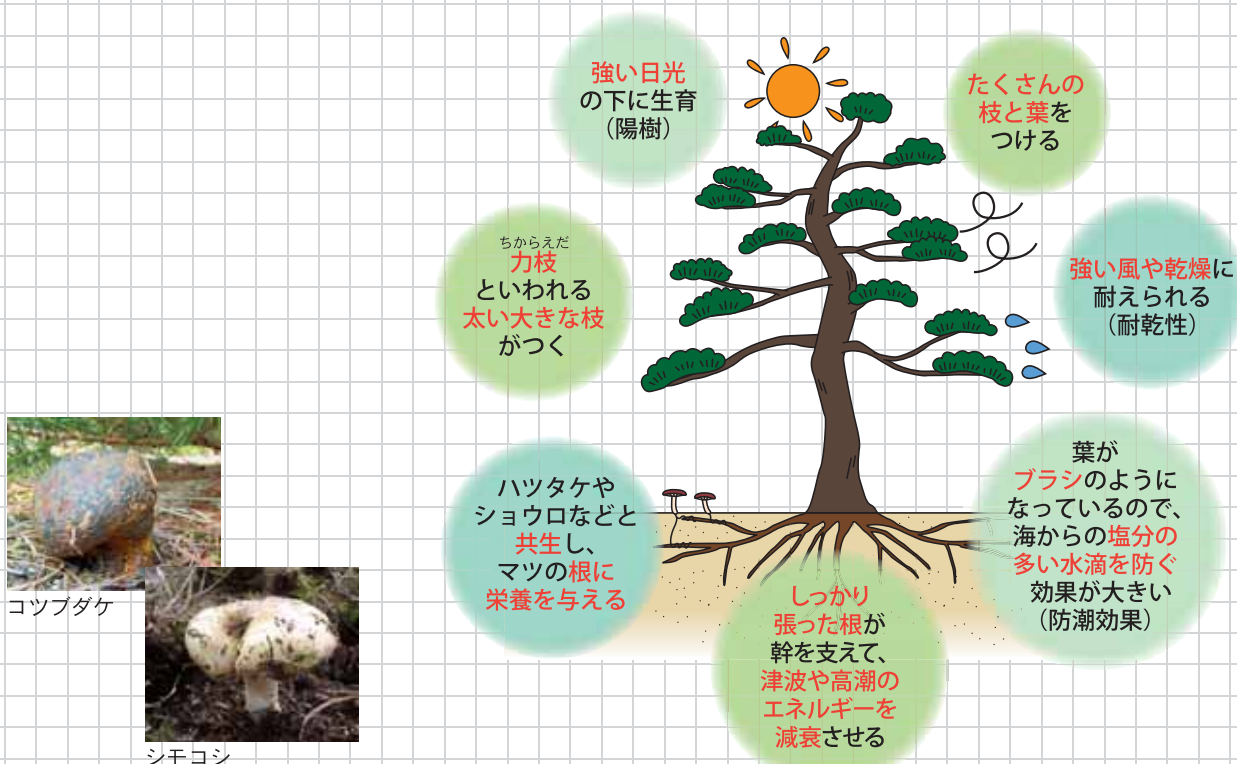 強い日光
の下に生育
（陽樹）
たくさんの
枝と葉を
つける
ちからえだ
力枝
といわれる
太い大きな枝
がつく
強い風や乾燥に
耐えられる
（耐乾性）
ハツタケや
ショウロなどと
共生し、
マツの根に
栄養を与える
葉が
ブラシのように
なっているので、
海からの塩分の
多い水滴を防ぐ
効果が大きい
（防潮効果）
しっかり
張った根が
幹を支えて、
津波や高潮の
エネルギーを
減衰させる
コツブダケ
シモコシ